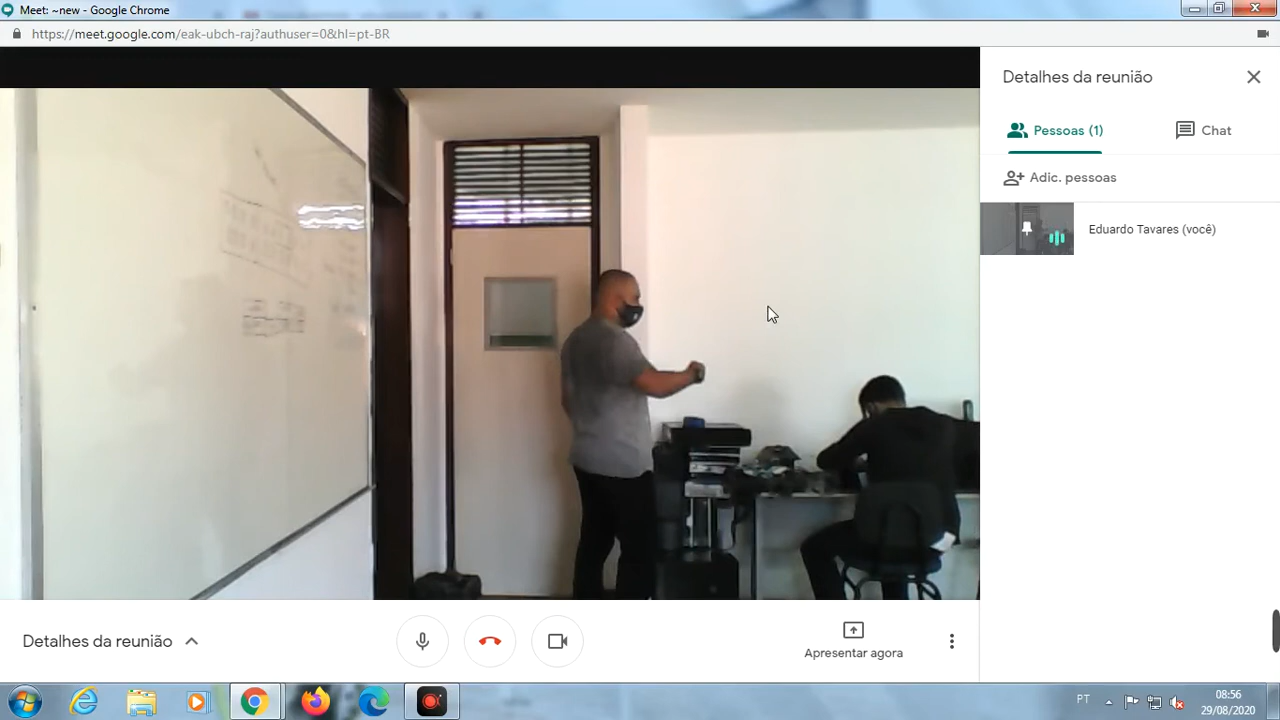 Meet: ~new - Google Chrome
https://meet.google.com/eak-ubch-raj?authuser=0&hl=pt-BR
Detalhes da reunião
Pessoas (1)
Chat
Adic. pessoas
Eduardo Tavares (você)
Detalhes da reunião
Apresentar agora
PT
08:56
29/08/2020